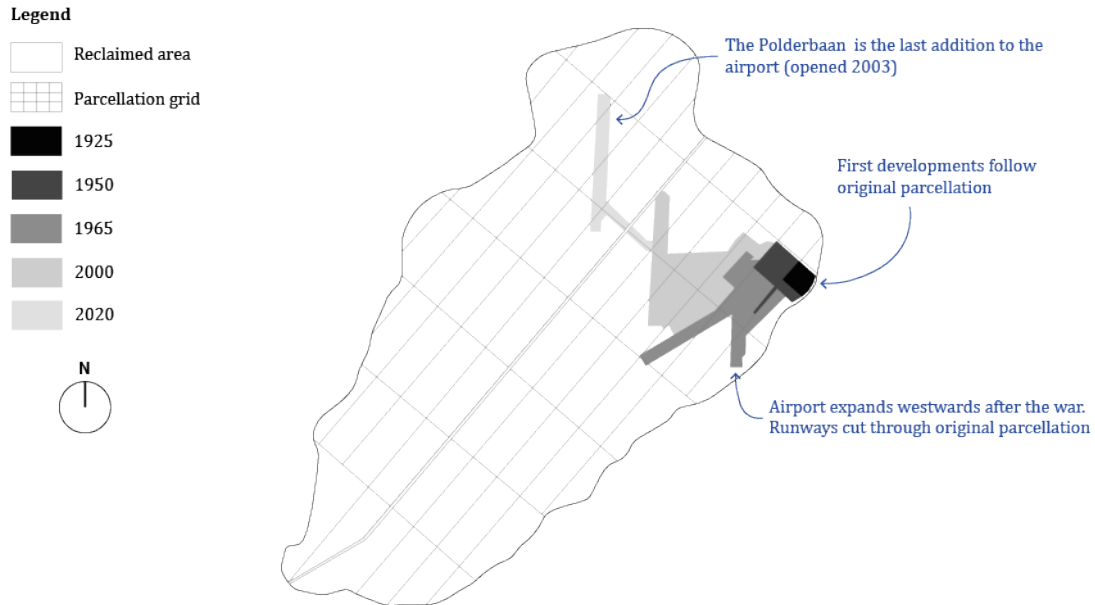 Legend
Reclaimed area
Parcellation grid
1925
1950
1965
2000
2020
N
The Polderbaan is the last addition to the
airport (opened 2003)
First developments follow
original parcellation
Airport expands westwards after the war.
Runways cut through original parcellation